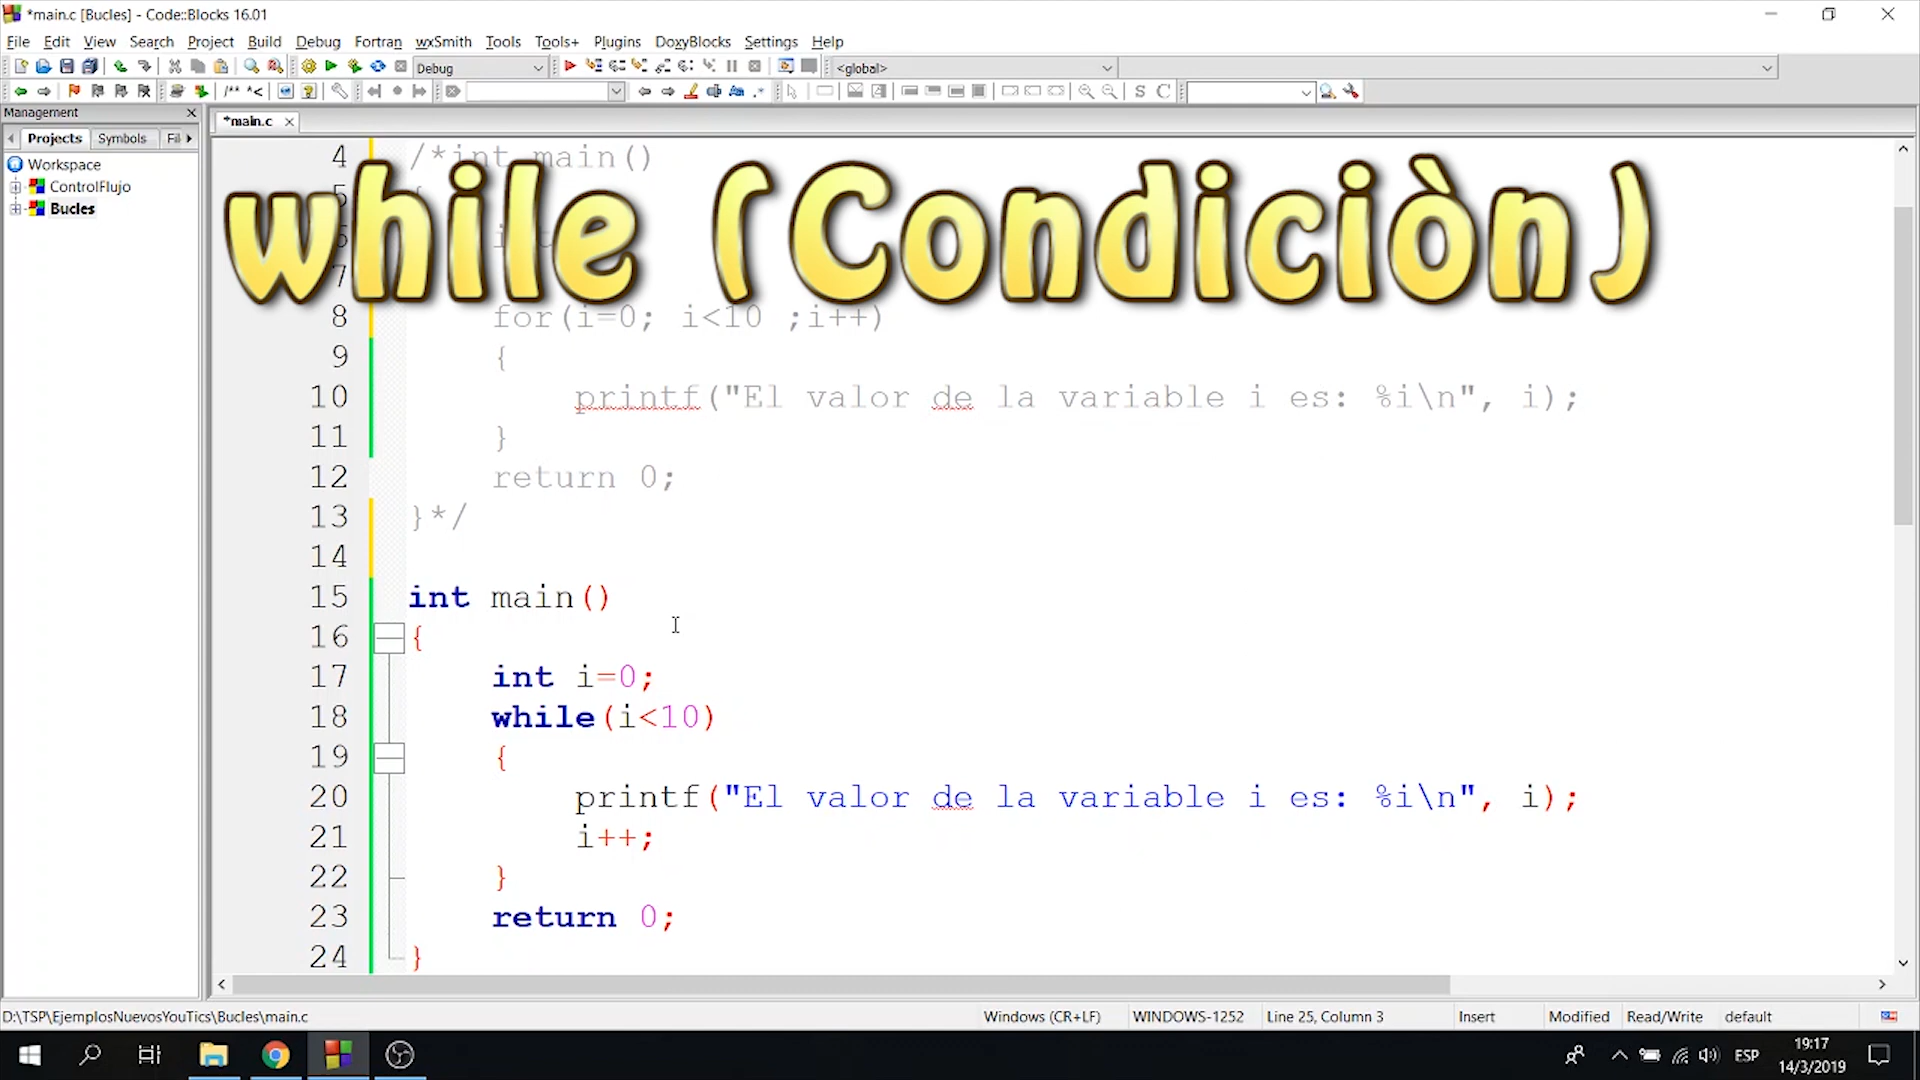 *main.c [Bucles] - Code::Blocks 16.01
File Edit View Search Project Build Debug Fortran wxSmith Tools Tools+ Plugins DoxyBlocks Settings Help
Debug <global>
/** *< S C
Management
Projects Symbols Fil
*main.c
Workspace
ControlFlujo
Bucles
while (Condiciòn)
4 /*int main()
5
6
7
8 for(i=0; i<10 ;i++)
9 {
10 printf("El valor de la variable i es: %i\n", i);
11 }
12 return 0;
13 }*/
14
15 int main()
16 {
17 int i=0;
18 while(i<10)
19 {
20 printf("El valor de la variable i es: %i\n", i);
21 i++;
22 }
23 return 0;
24 }
D:\TSP\EjemplosNuevosYouTics\Bucles\main.c Windows (CR+LF) WINDOWS-1252 Line 25, Column 3 Insert Modified Read/Write default
ESP 19:17
14/3/2019